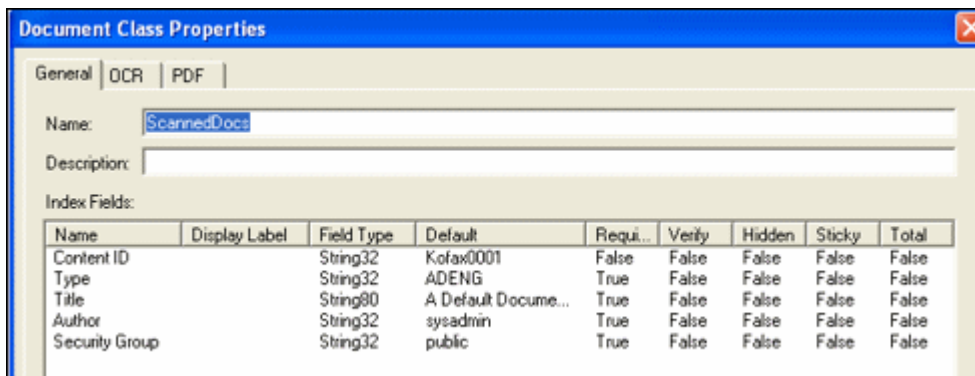 Document Class Properties
General OCR PDF
Name: ScannedDocs
Description:
Index Fields:
Name Display Label Field Type Default Requi... Verify Hidden Sticky Total
Content ID String32 Kofax0001 False False False False False
Type String32 ADENG True False False False False
Title String80 A Default Docume... True False False False False
Author String32 sysadmin True False False False False
Security Group String32 public True False False False False